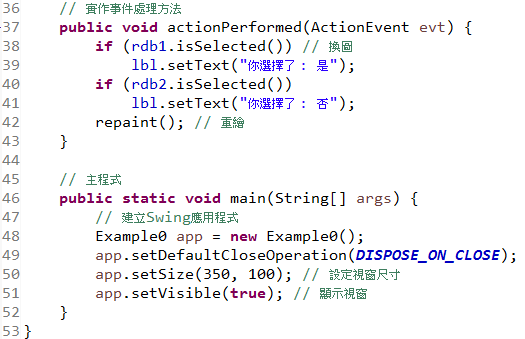 36 // 實作事件處理方法
37 public void actionPerformed(ActionEvent evt) {
38 if (rdb1.isSelected()) // 換圖
39 lbl.setText("你選擇了: 是");
40 if (rdb2.isSelected())
41 lbl.setText("你選擇了: 否");
42 repaint(); // 重繪
43 }
44
45 // 主程式
46 public static void main(String[] args) {
47 // 建立Swing應用程式
48 Example0 app = new Example0();
49 app.setDefaultCloseOperation(DISPOSE_ON_CLOSE);
50 app.setSize(350, 100); // 設定視窗尺寸
51 app.setVisible(true); // 顯示視窗
52 }
53 }